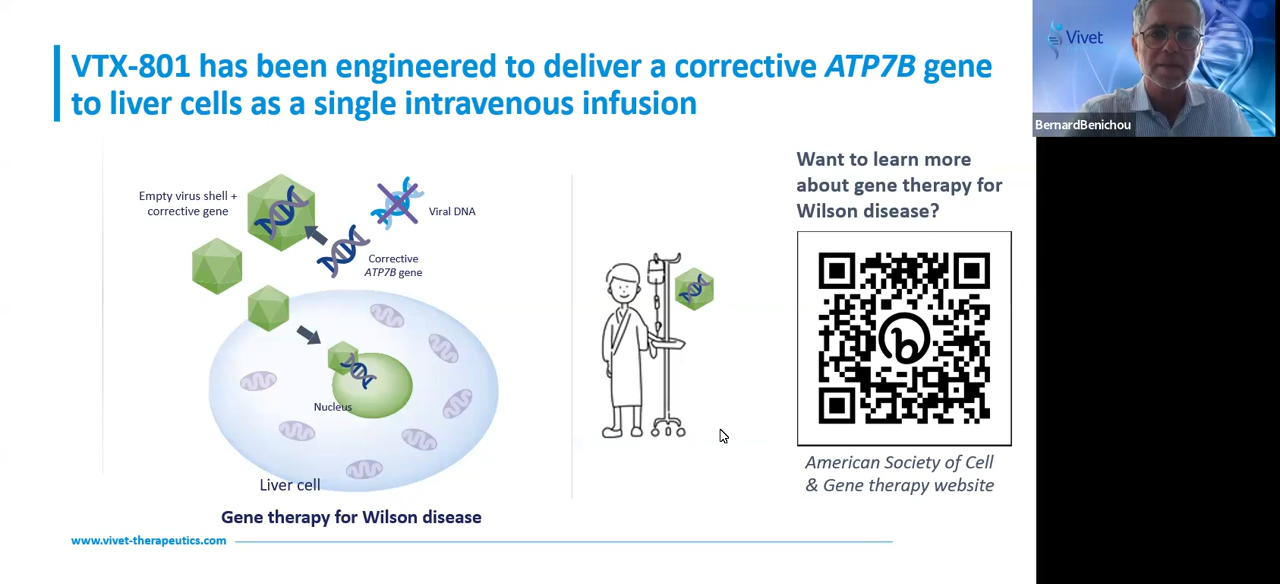 VTX-801 has been engineered to deliver a corrective ATP7B gene
to liver cells as a single intravenous infusion
Vivet
BernardBenichou
Empty virus shell +
corrective gene
Viral DNA
Corrective
ATP7B gene
Nucleus
Liver cell
Gene therapy for Wilson disease
Want to learn more
about gene therapy for
Wilson disease?
b
American Society of Cell
& Gene therapy website
www.vivet-therapeutics.com